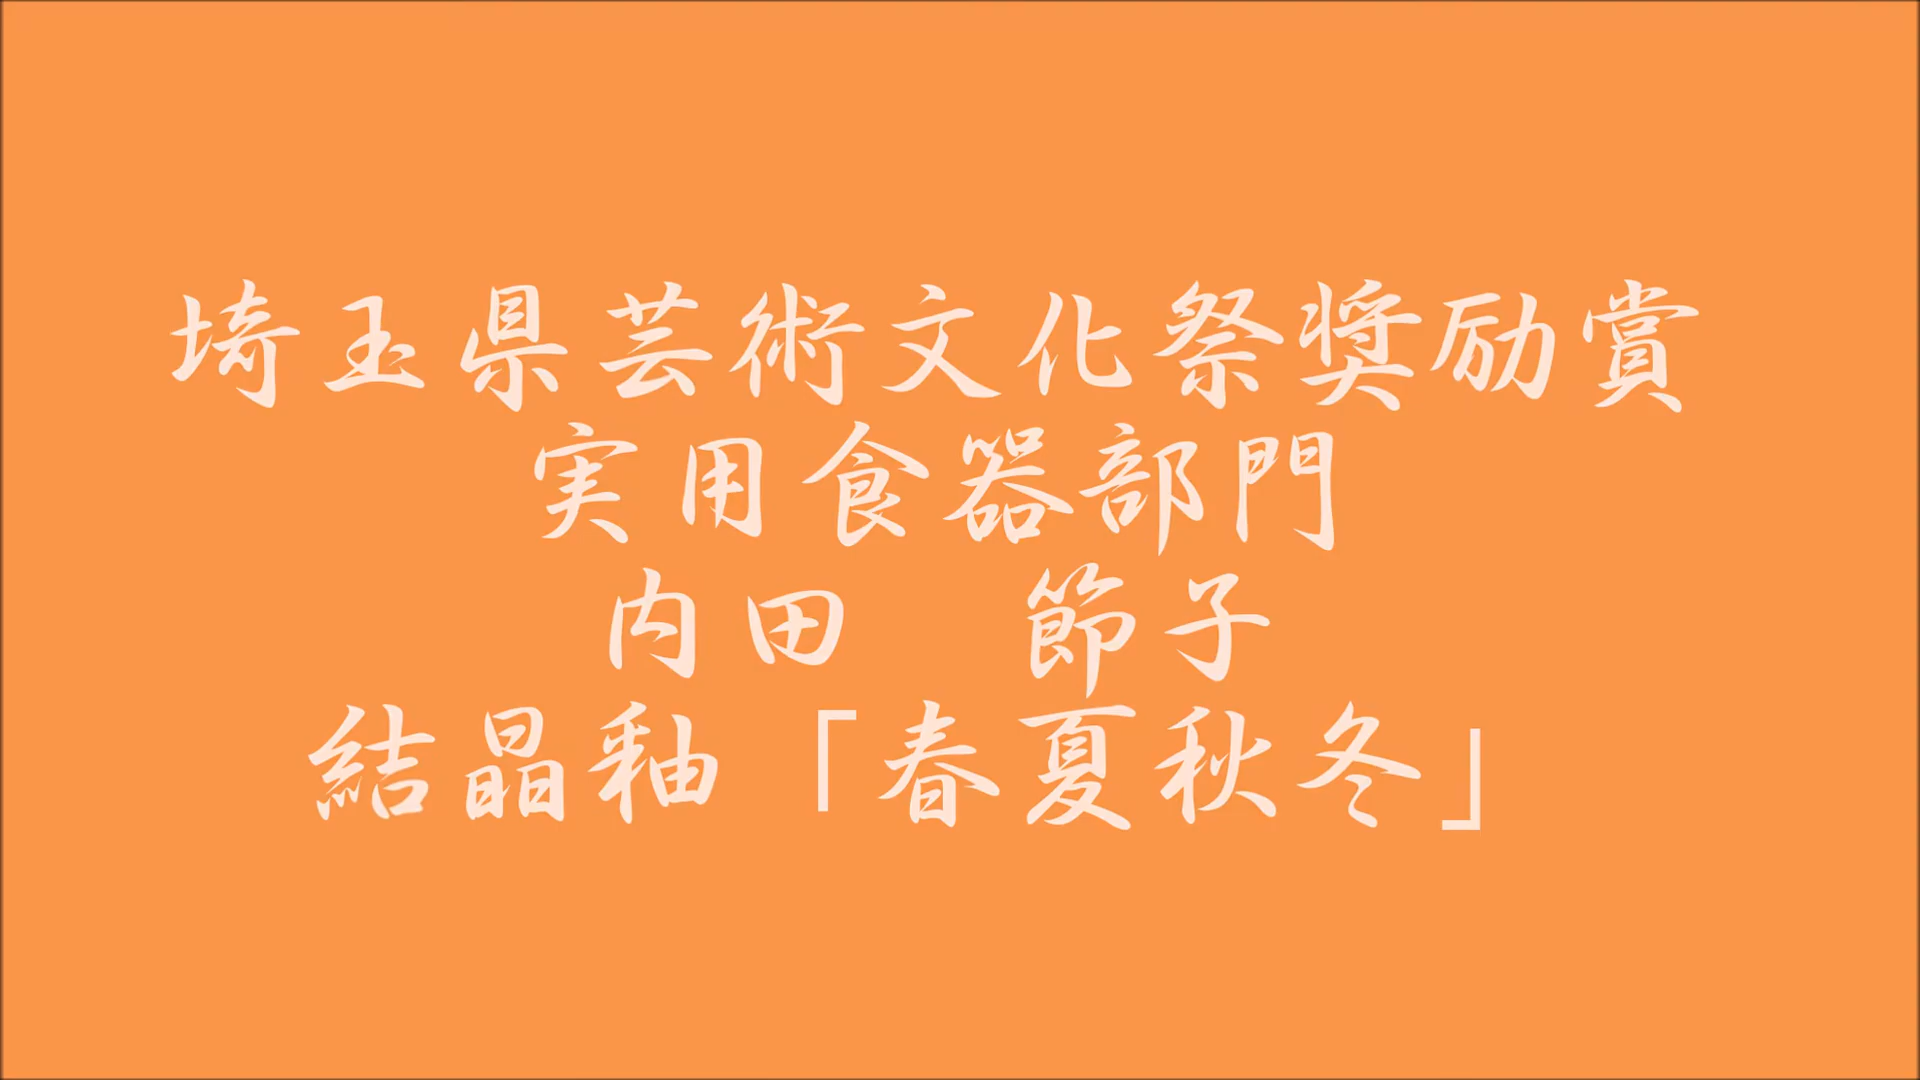 埼玉県芸術文化祭奨励賞
実用食器部門
内田　節子
結晶釉「春夏秋冬」